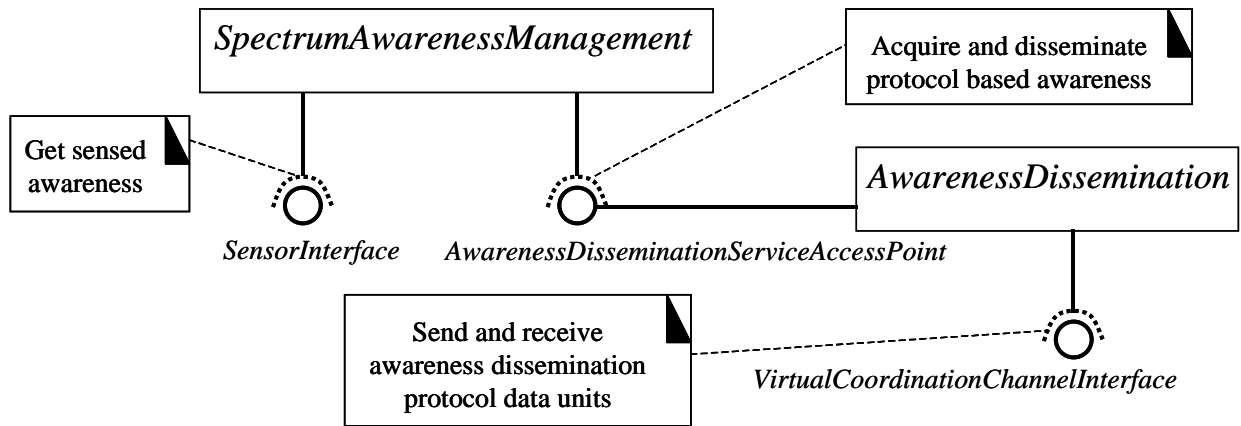 SpectrumAwarenessManagement
Acquire and disseminate
protocol based awareness
Get sensed
awareness
AwarenessDissemination
SensorInterface
AwarenessDisseminationServiceAccessPoint
Send and receive
awareness dissemination
protocol data units
VirtualCoordinationChannelInterface